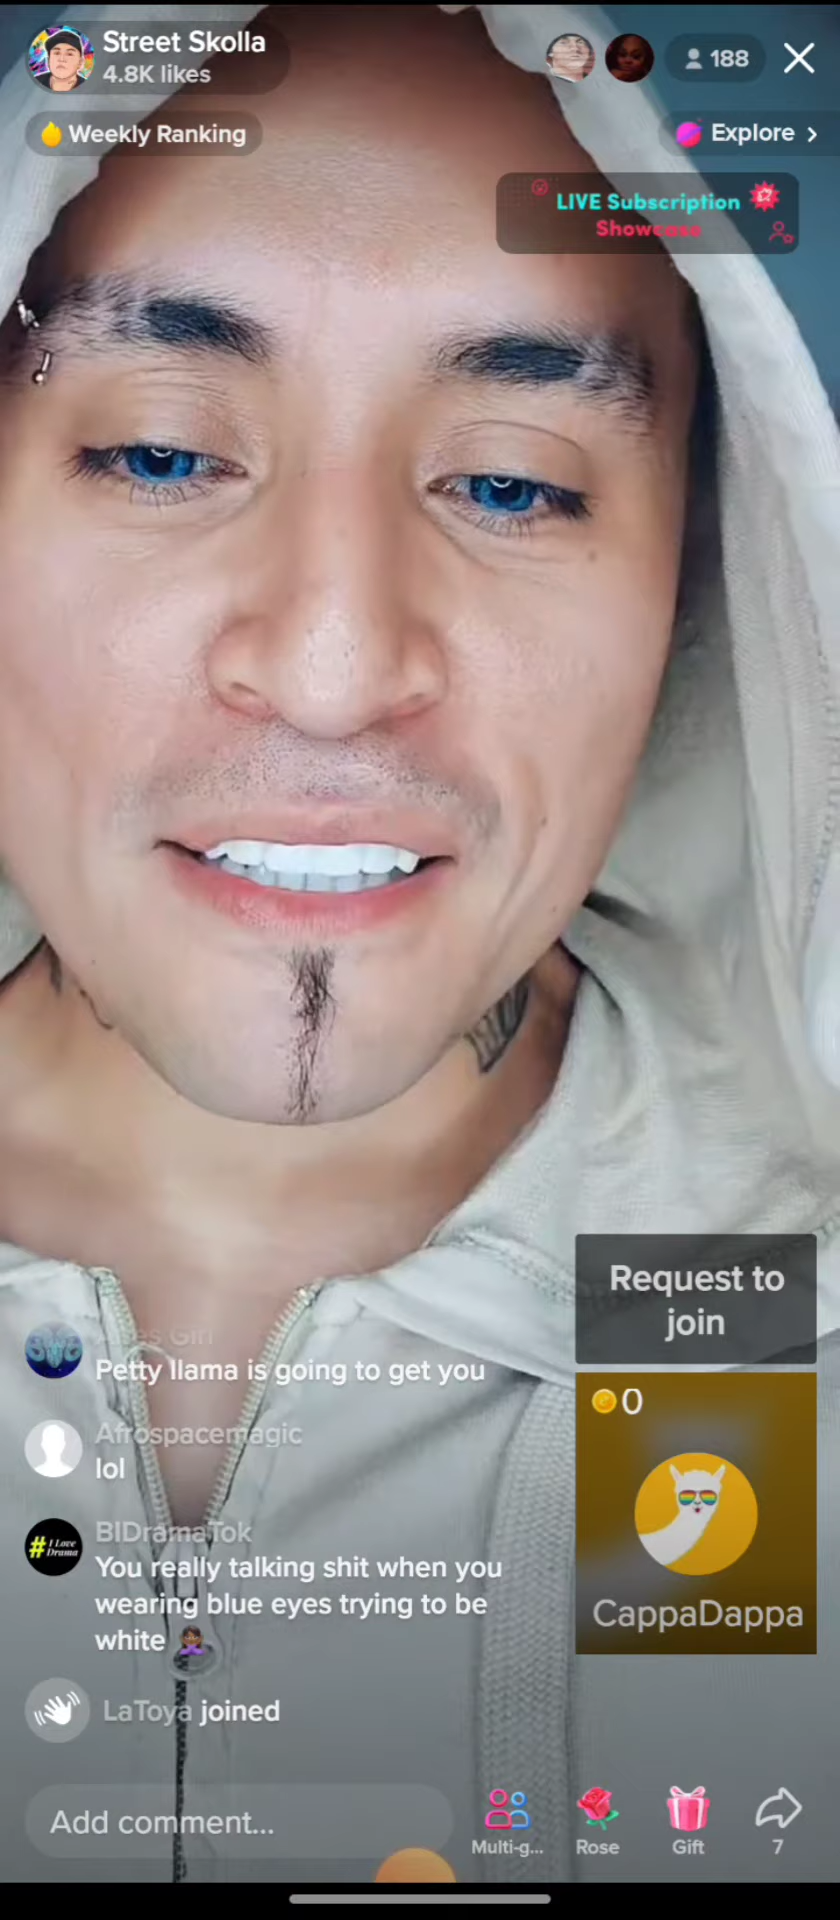 Street Skolla
4.8K likes
188
Weekly Ranking
Explore >
LIVE Subscription
Showcase
Request to
join
Petty llama is going to get you
0
Afrospacemagic
lol
# I Love
Drama
BIDramaTok
You really talking shit when you
wearing blue eyes trying to be
white 🙅🏾‍♀️
CappaDappa
LaToya joined
Add comment...
Multi-g...
Rose
Gift
7